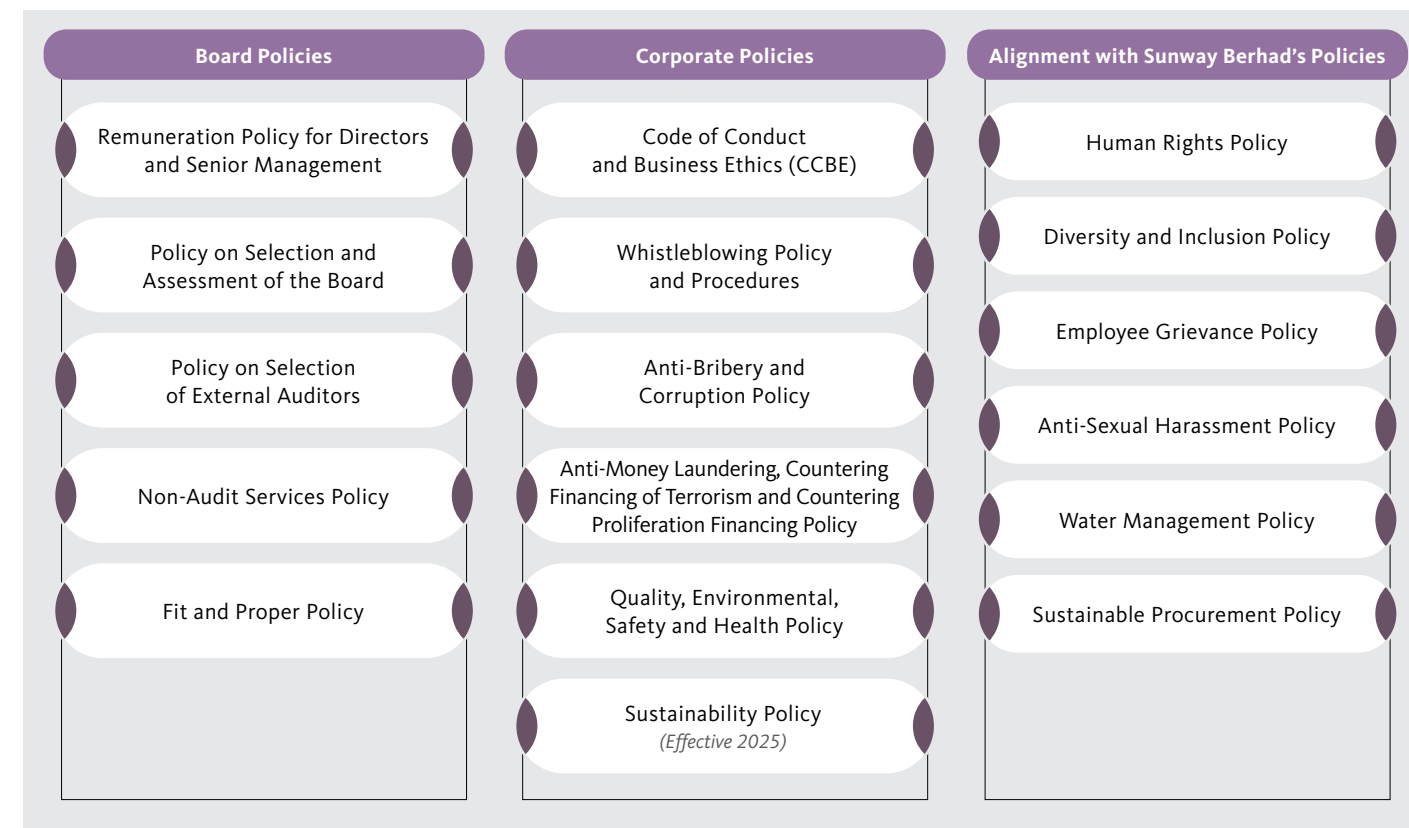 Board Policies
Remuneration Policy for Directors
and Senior Management
Policy on Selection and
Assessment of the Board
Policy on Selection
of External Auditors
Non-Audit Services Policy
Fit and Proper Policy
Corporate Policies
Code of Conduct
and Business Ethics (CCBE)
Whistleblowing Policy
and Procedures
Anti-Bribery and
Corruption Policy
Anti-Money Laundering, Countering
Financing of Terrorism and Countering
Proliferation Financing Policy
Quality, Environmental,
Safety and Health Policy
Sustainability Policy
(Effective 2025)
Alignment with Sunway Berhad’s Policies
Human Rights Policy
Diversity and Inclusion Policy
Employee Grievance Policy
Anti-Sexual Harassment Policy
Water Management Policy
Sustainable Procurement Policy